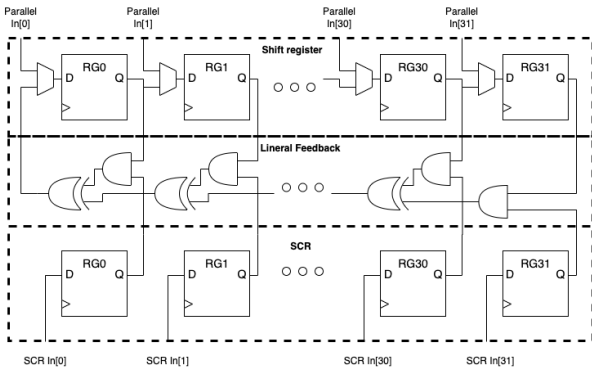 Parallel
In[0]
Parallel
In[1]
Parallel
In[30]
Parallel
In[31]
Shift register
D RG0 Q
D RG1 Q
D RG30 Q
D RG31 Q
Lineral Feedback
SCR
D RG0 Q
D RG1 Q
D RG30 Q
D RG31 Q
SCR In[0]
SCR In[1]
SCR In[30]
SCR In[31]